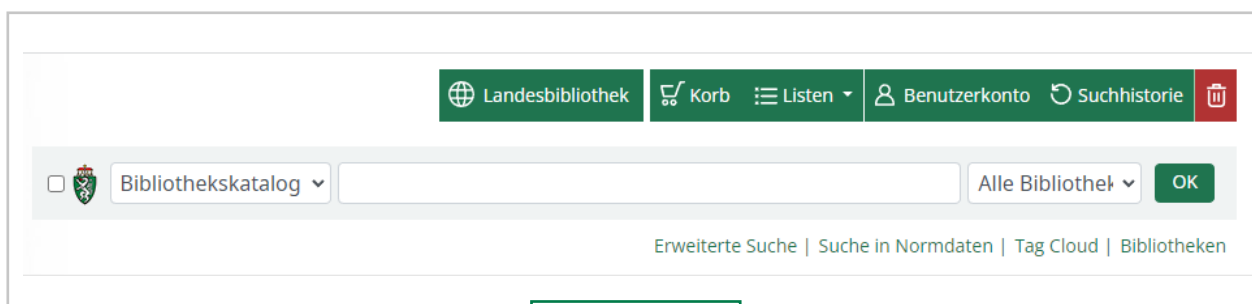 Landesbibliothek Korb Listen Benutzerkonto Suchhistorie
Bibliothekskatalog Alle Bibliothek OK
Erweiterte Suche | Suche in Normdaten | Tag Cloud | Bibliotheken